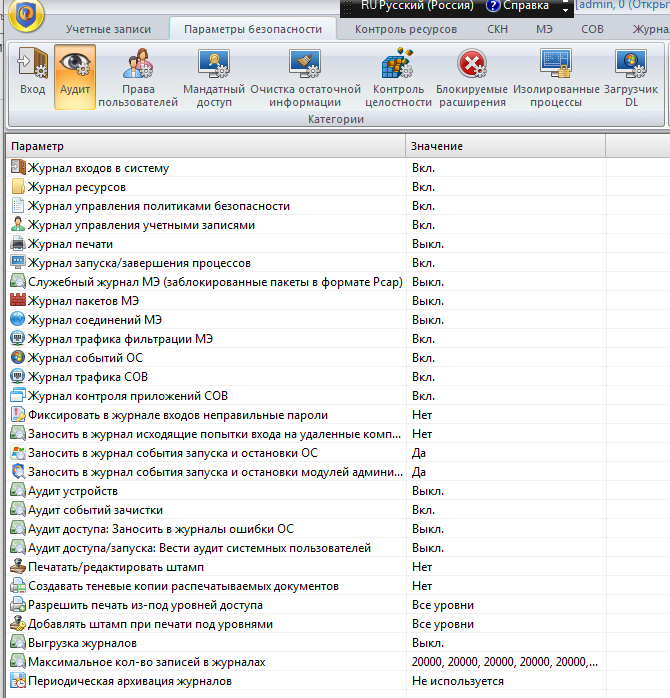 RU Русский (Россия) Справка [admin, 0 (Откры
Учетные записи Параметры безопасности Контроль ресурсов СКН МЭ СОВ Журна
Вход Аудит Права пользователей Мандатный доступ Очистка остаточной информации Контроль целостности Блокируемые расширения Изолированные процессы Загрузчик DL
Категории
Параметр Значение
Журнал входов в систему Вкл.
Журнал ресурсов Вкл.
Журнал управления политиками безопасности Вкл.
Журнал управления учетными записями Вкл.
Журнал печати Выкл.
Журнал запуска/завершения процессов Вкл.
Служебный журнал МЭ (заблокированные пакеты в формате Pcap) Выкл.
Журнал пакетов МЭ Выкл.
Журнал соединений МЭ Выкл.
Журнал трафика фильтрации МЭ Вкл.
Журнал событий ОС Вкл.
Журнал трафика СОВ Вкл.
Журнал контроля приложений СОВ Вкл.
Фиксировать в журнале входов неправильные пароли Нет
Заносить в журнал исходящие попытки входа на удаленные комп... Нет
Заносить в журнал события запуска и остановки ОС Да
Заносить в журнал события запуска и остановки модулей админи... Да
Аудит устройств Выкл.
Аудит событий зачистки Вкл.
Аудит доступа: Заносить в журналы ошибки ОС Выкл.
Аудит доступа/запуска: Вести аудит системных пользователей Выкл.
Печатать/редактировать штамп Нет
Создавать теневые копии распечатываемых документов Нет
Разрешить печать из-под уровней доступа Все уровни
Добавлять штамп при печати под уровнями Все уровни
Выгрузка журналов Выкл.
Максимальное кол-во записей в журналах 20000, 20000, 20000, 20000, 20000,...
Периодическая архивация журналов Не используется